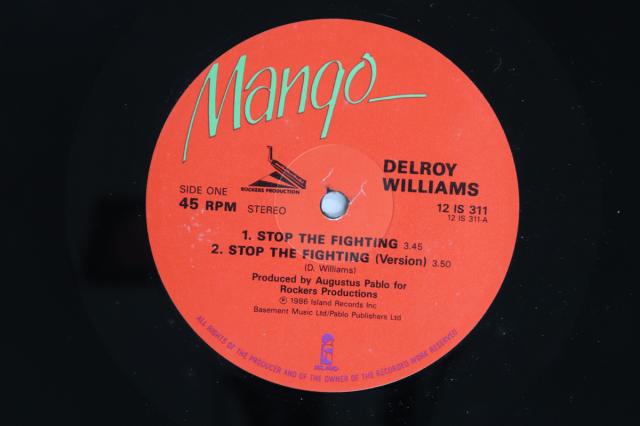 Mango
ROCKERS PRODUCTION
DELROY
WILLIAMS
SIDE ONE
45 RPM STEREO
12 IS 311
12 IS 311-A
1. STOP THE FIGHTING 3.45
2. STOP THE FIGHTING (Version) 3.50
(D. Williams)
Produced by Augustus Pablo for
Rockers Productions
℗ 1986 Island Records Inc
Basement Music Ltd/Pablo Publishers Ltd
ISLAND
ALL RIGHTS OF THE PRODUCER AND OF THE OWNER OF THE RECORDED WORK RESERVED